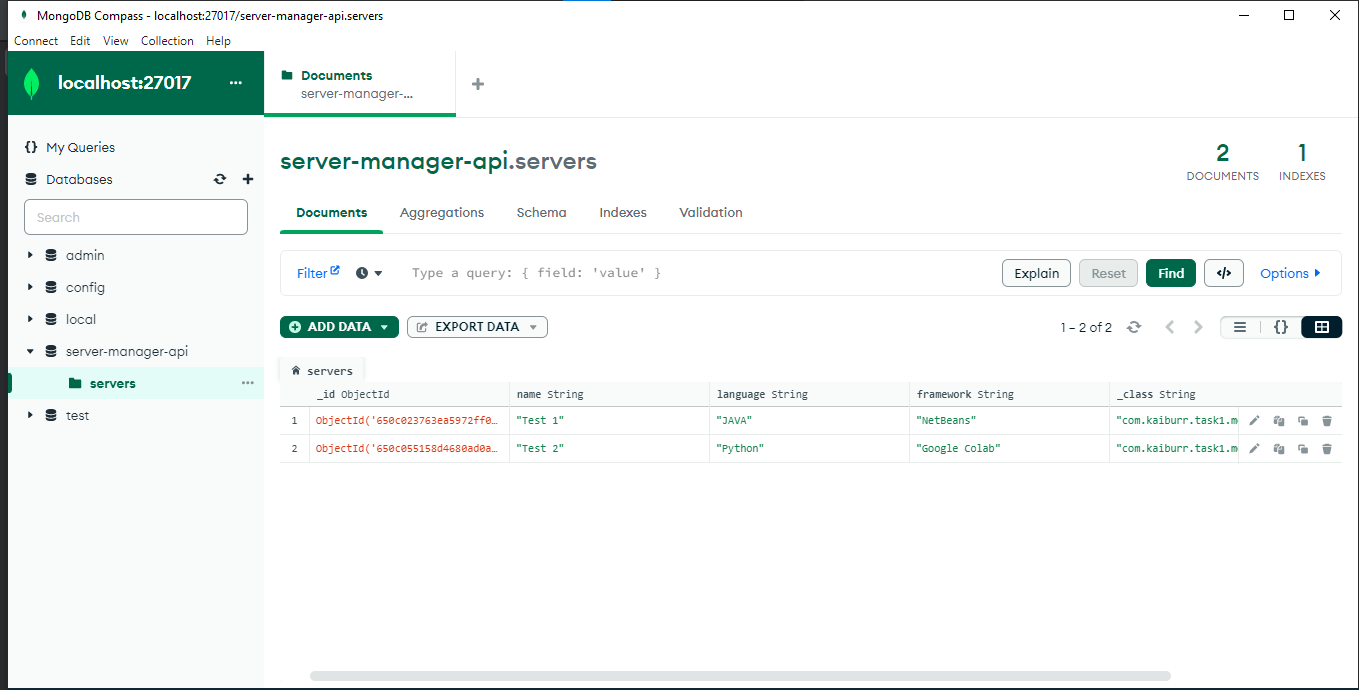 MongoDB Compass - localhost:27017/server-manager-api.servers
Connect Edit View Collection Help
localhost:27017 ...
Documents
server-manager-...
+
{} My Queries
Databases
Search
admin
config
local
server-manager-api
servers ...
test
server-manager-api.servers
2
DOCUMENTS
1
INDEXES
Documents Aggregations Schema Indexes Validation
Filter Type a query: { field: 'value' } Explain Reset Find </> Options
ADD DATA EXPORT DATA 1 – 2 of 2 {}
servers
_id ObjectId name String language String framework String _class String
1 ObjectId('650c023763ea5972ff0… "Test 1" "JAVA" "NetBeans" "com.kaiburr.task1.m
2 ObjectId('650c055158d4680ad0a… "Test 2" "Python" "Google Colab" "com.kaiburr.task1.m